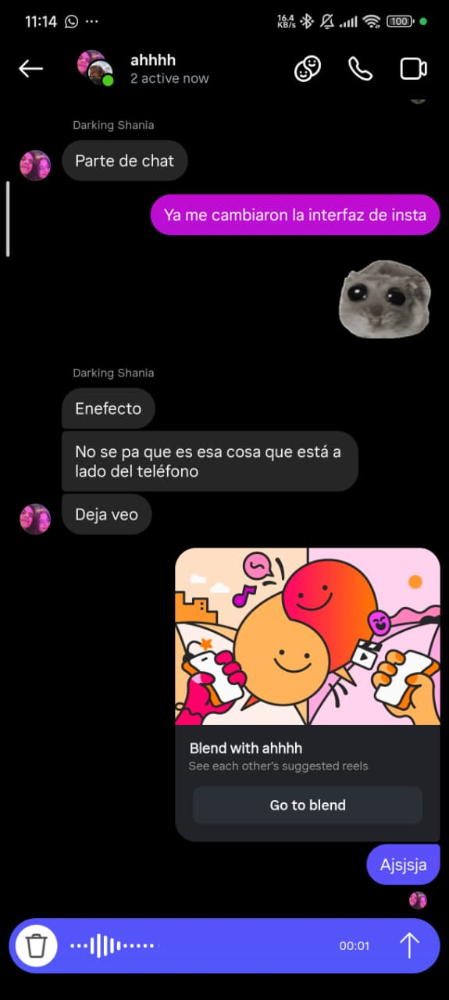 11:14
16.4
KB/s
100
ahhhh
2 active now
Darking Shania
Parte de chat
Ya me cambiaron la interfaz de insta
Darking Shania
Enefecto
No se pa que es esa cosa que está a
lado del teléfono
Deja veo
Blend with ahhhh
See each other's suggested reels
Go to blend
Ajsjsja
00:01